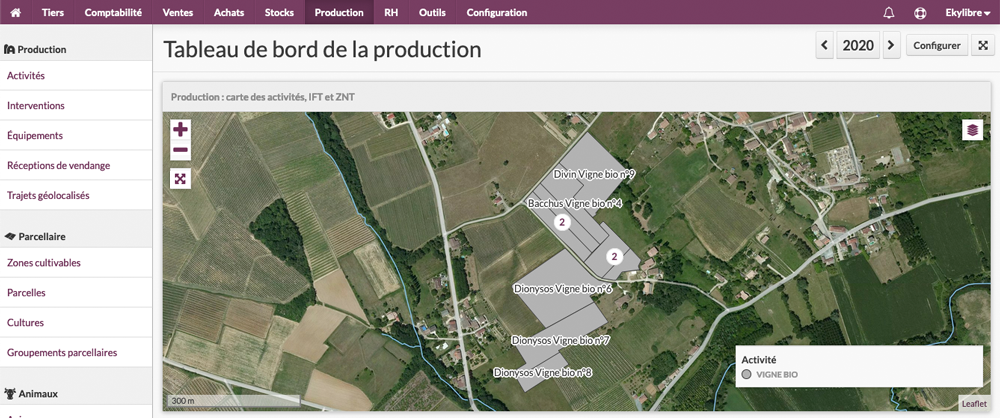 Tiers Comptabilité Ventes Achats Stocks Production RH Outils Configuration Ekylibre
Production
Activités
Interventions
Équipements
Réceptions de vendange
Trajets géolocalisés
Parcellaire
Zones cultivables
Parcelles
Cultures
Groupements parcellaires
Animaux
Tableau de bord de la production
2020
Configurer
Production : carte des activités, IFT et ZNT
Divin Vigne bio n°9
Bacchus Vigne bio n°4
2
2
Dionysos Vigne bio n°6
Dionysos Vigne bio n°7
Dionysos Vigne bio n°8
Activité
VIGNE BIO
300 m
Leaflet